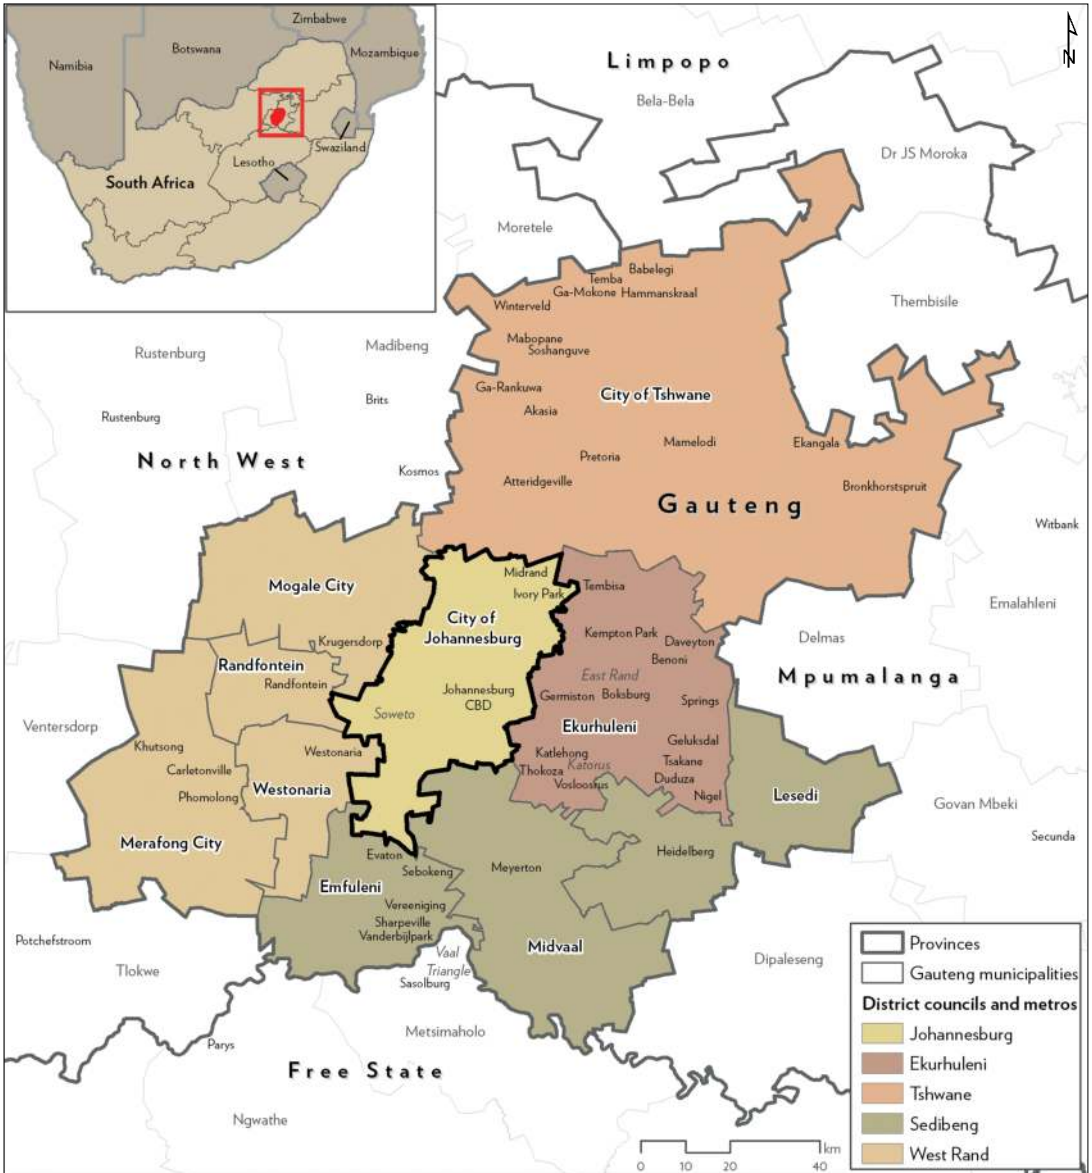 Zimbabwe
Botswana
Mozambique
Namibia
Swaziland
Lesotho
South Africa
N
Limpopo
Bela-Bela
Dr JS Moroka
Moretele
Thembisile
Babelegi
Temba
Ga-Mokone
Hammanskraal
Winterveld
Mabopane
Soshanguve
Rustenburg
Madibeng
Ga-Rankuwa
City of Tshwane
Brits
Akasia
Rustenburg
Mamelodi
Ekangala
Pretoria
North West
Kosmos
Atteridgeville
Bronkhorstspruit
Gauteng
Witbank
Midrand
Tembisa
Mogale City
Ivory Park
Emalahleni
City of
Johannesburg
Kempton Park
Daveyton
Delmas
Krugersdorp
Benoni
Randfontein
East Rand
Mpumalanga
Randfontein
Johannesburg
CBD
Germiston
Boksburg
Springs
Soweto
Ventersdorp
Ekurhuleni
Geluksdal
Khutsong
Westonaria
Katlehong
Katorus
Tsakane
Carletonville
Thokoza
Duduza
Westonaria
Vosloosrus
Nigel
Lesedi
Phomolong
Govan Mbeki
Secunda
Merafong City
Evaton
Heidelberg
Sebokeng
Meyerton
Emfuleni
Vereeniging
Sharpeville
Vanderbijlpark
Potchefstroom
Midvaal
Vaal
Triangle
Dipaleseng
Tlokwe
Sasolburg
Metsimaholo
Parys
Free State
Ngwathe
Provinces
Gauteng municipalities
District councils and metros
Johannesburg
Ekurhuleni
Tshwane
Sedibeng
West Rand
km
0 10 20 40